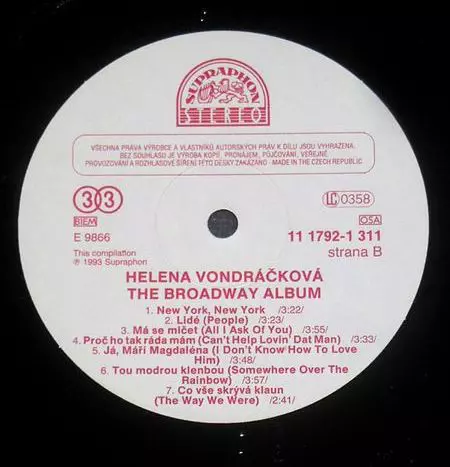 SUPRAPHON
STEREO
VŠECHNA PRÁVA VÝROBCE A VLASTNÍKŮ AUTORSKÝCH PRÁV K DÍLU JSOU VYHRAZENA.
BEZ SOUHLASU JE VÝROBA KOPIÍ, PRONÁJEM, PŮJČOVÁNÍ, VEŘEJNÉ
PROVOZOVÁNÍ A ROZHLASOVÉ ŠÍŘENÍ TÉTO DESKY ZAKÁZÁNO · MADE IN THE CZECH REPUBLIC
33
LC 0358
BIEM
OSA
E 9866
11 1792-1 311
This compilation
strana B
℗ 1993 Supraphon
HELENA VONDRÁČKOVÁ
THE BROADWAY ALBUM
1. New York, New York /3:22/
2. Lidé (People) /3:23/
3. Má se mlčet (All I Ask Of You) /3:55/
4. Proč ho tak ráda mám (Can't Help Lovin' Dat Man) /3:33/
5. Já, Máří Magdaléna (I Don't Know How To Love
Him) /3:48/
6. Tou modrou klenbou (Somewhere Over The
Rainbow) /3:57/
7. Co vše skrývá klaun
(The Way We Were) /2:41/